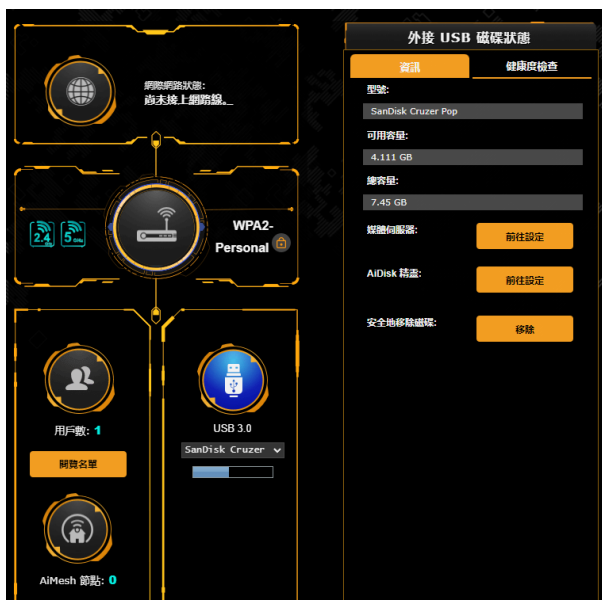 網際網路狀態:
尚未接上網路線。
2.4
5
WPA2-
Personal
用戶數: 1
閱覽名單
AiMesh 節點: 0
USB 3.0
SanDisk Cruzer
外接 USB 磁碟狀態
資訊
健康度檢查
型號:
SanDisk Cruzer Pop
可用容量:
4.111 GB
總容量:
7.45 GB
媒體伺服器:
前往設定
AiDisk 精靈:
前往設定
安全地移除磁碟:
移除